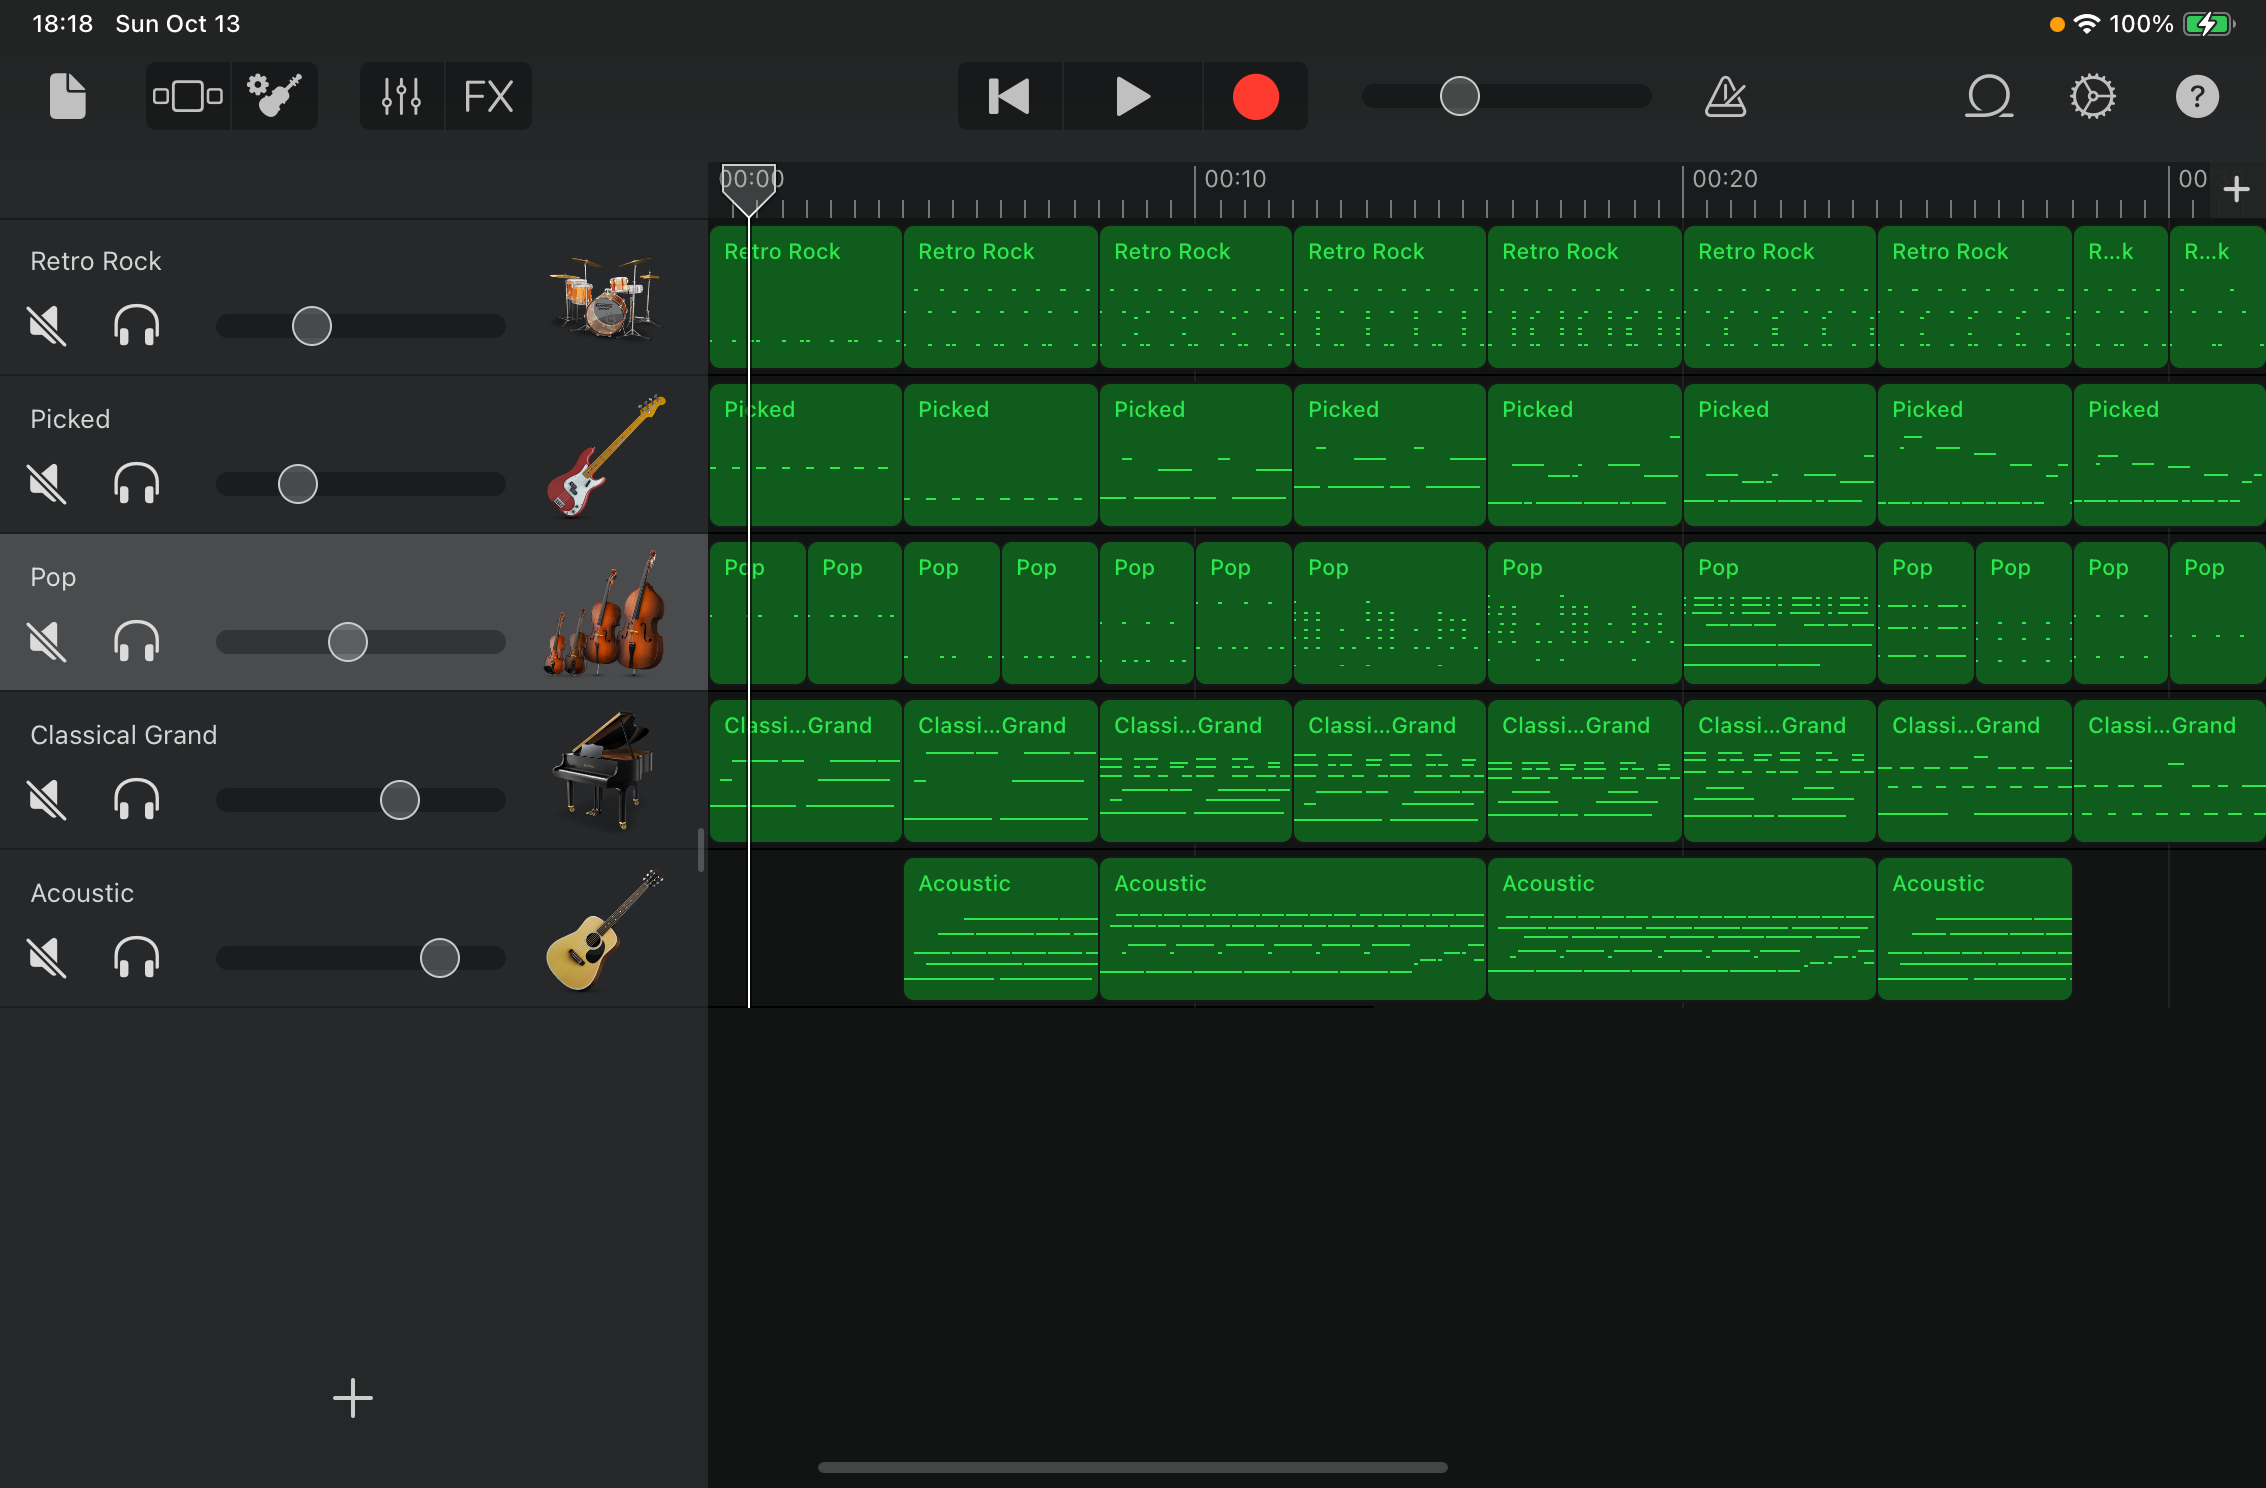 18:18 Sun Oct 13
100%
FX
00:00 00:10 00:20 00
Retro Rock
Retro Rock Retro Rock Retro Rock Retro Rock Retro Rock Retro Rock Retro Rock R...k R...k
Picked
Picked Picked Picked Picked Picked Picked Picked Picked
Pop
Pop Pop Pop Pop Pop Pop Pop Pop Pop Pop Pop Pop Pop
Classical Grand
Classi...Grand Classi...Grand Classi...Grand Classi...Grand Classi...Grand Classi...Grand Classi...Grand Classi...Grand
Acoustic
Acoustic Acoustic Acoustic Acoustic